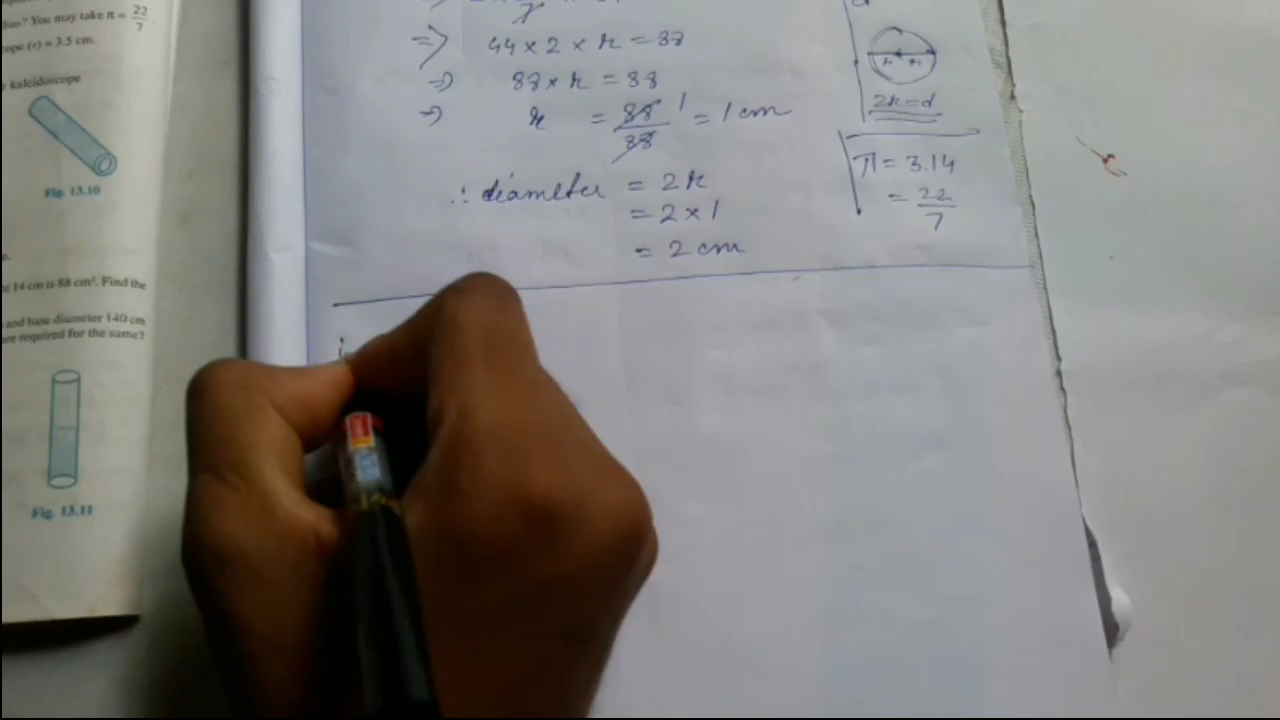 ? You may take π = 22/7
(r) = 3.5 cm.
kaleidoscope
Fig. 13.10
14 cm is 88 cm². Find the
and base diameter 140 cm
are required for the same?
Fig. 13.11
⇒ 44 × 2 × r = 88
⇒ 88 × r = 88
⇒ r = 88/88 1 = 1 cm
∴ diameter = 2r
= 2 × 1
= 2 cm
r r
2r = d
π = 3.14
= 22/7
i